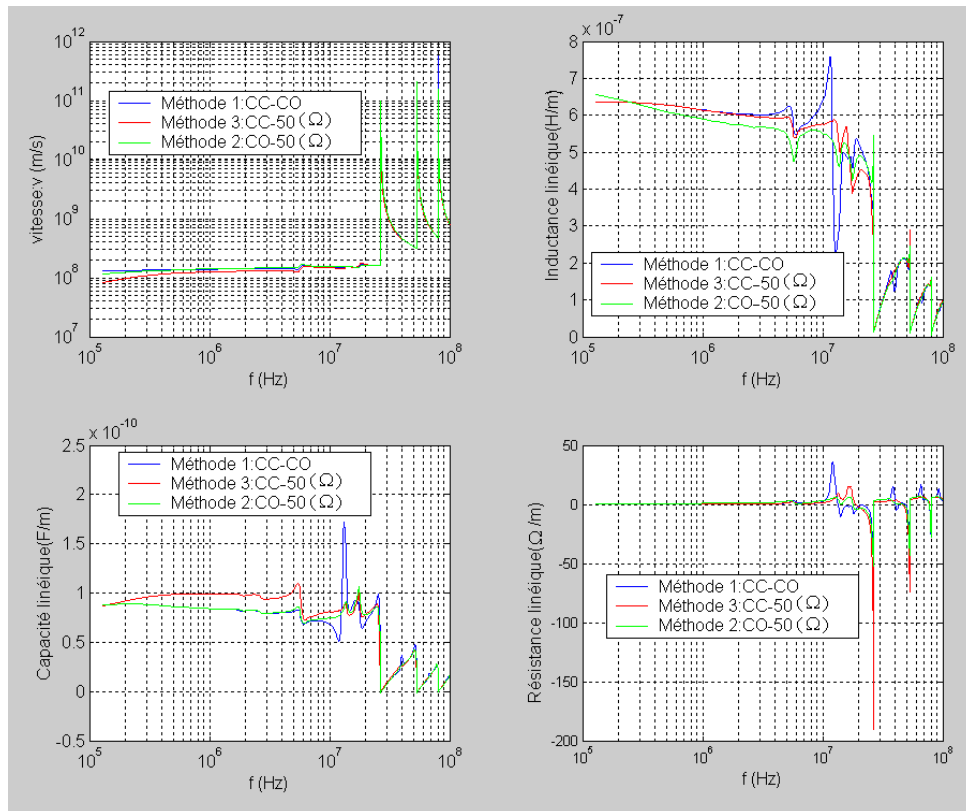 10^12
10^11
10^10
10^9
10^8
10^7
vitesse.v (m/s)
Méthode 1:CC-CO
Méthode 3:CC-50(Ω)
Méthode 2:CO-50(Ω)
10^5 10^6 10^7 10^8
f (Hz)
x 10^-7
8
7
6
5
4
3
2
1
0
Inductance linéique(H/m)
Méthode 1:CC-CO
Méthode 3:CC-50(Ω)
Méthode 2:CO-50(Ω)
10^5 10^6 10^7 10^8
f (Hz)
x 10^-10
2.5
2
1.5
1
0.5
0
-0.5
Capacité linéique(F/m)
Méthode 1:CC-CO
Méthode 3:CC-50(Ω)
Méthode 2:CO-50(Ω)
10^5 10^6 10^7 10^8
f (Hz)
50
0
-50
-100
-150
-200
Résistance linéique(Ω/m)
Méthode 1:CC-CO
Méthode 3:CC-50(Ω)
Méthode 2:CO-50(Ω)
10^5 10^6 10^7 10^8
f (Hz)